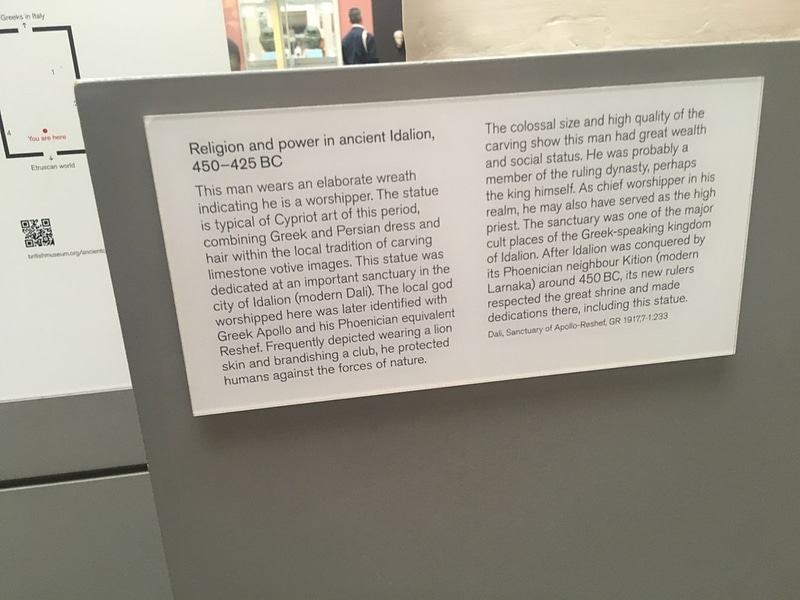 Greeks in Italy
1
4
You are here
Etruscan world
Religion and power in ancient Idalion,
450–425 BC
This man wears an elaborate wreath
indicating he is a worshipper. The statue
is typical of Cypriot art of this period,
combining Greek and Persian dress and
hair within the local tradition of carving
limestone votive images. This statue was
dedicated at an important sanctuary in the
city of Idalion (modern Dali). The local god
worshipped here was later identified with
Greek Apollo and his Phoenician equivalent
Reshef. Frequently depicted wearing a lion
skin and brandishing a club, he protected
humans against the forces of nature.
The colossal size and high quality of the
carving show this man had great wealth
and social status. He was probably a
member of the ruling dynasty, perhaps
the king himself. As chief worshipper in his
realm, he may also have served as the high
priest. The sanctuary was one of the major
cult places of the Greek-speaking kingdom
of Idalion. After Idalion was conquered by
its Phoenician neighbour Kition (modern
Larnaka) around 450 BC, its new rulers
respected the great shrine and made
dedications there, including this statue.
Dali, Sanctuary of Apollo-Reshef, GR 1917,7-1.233